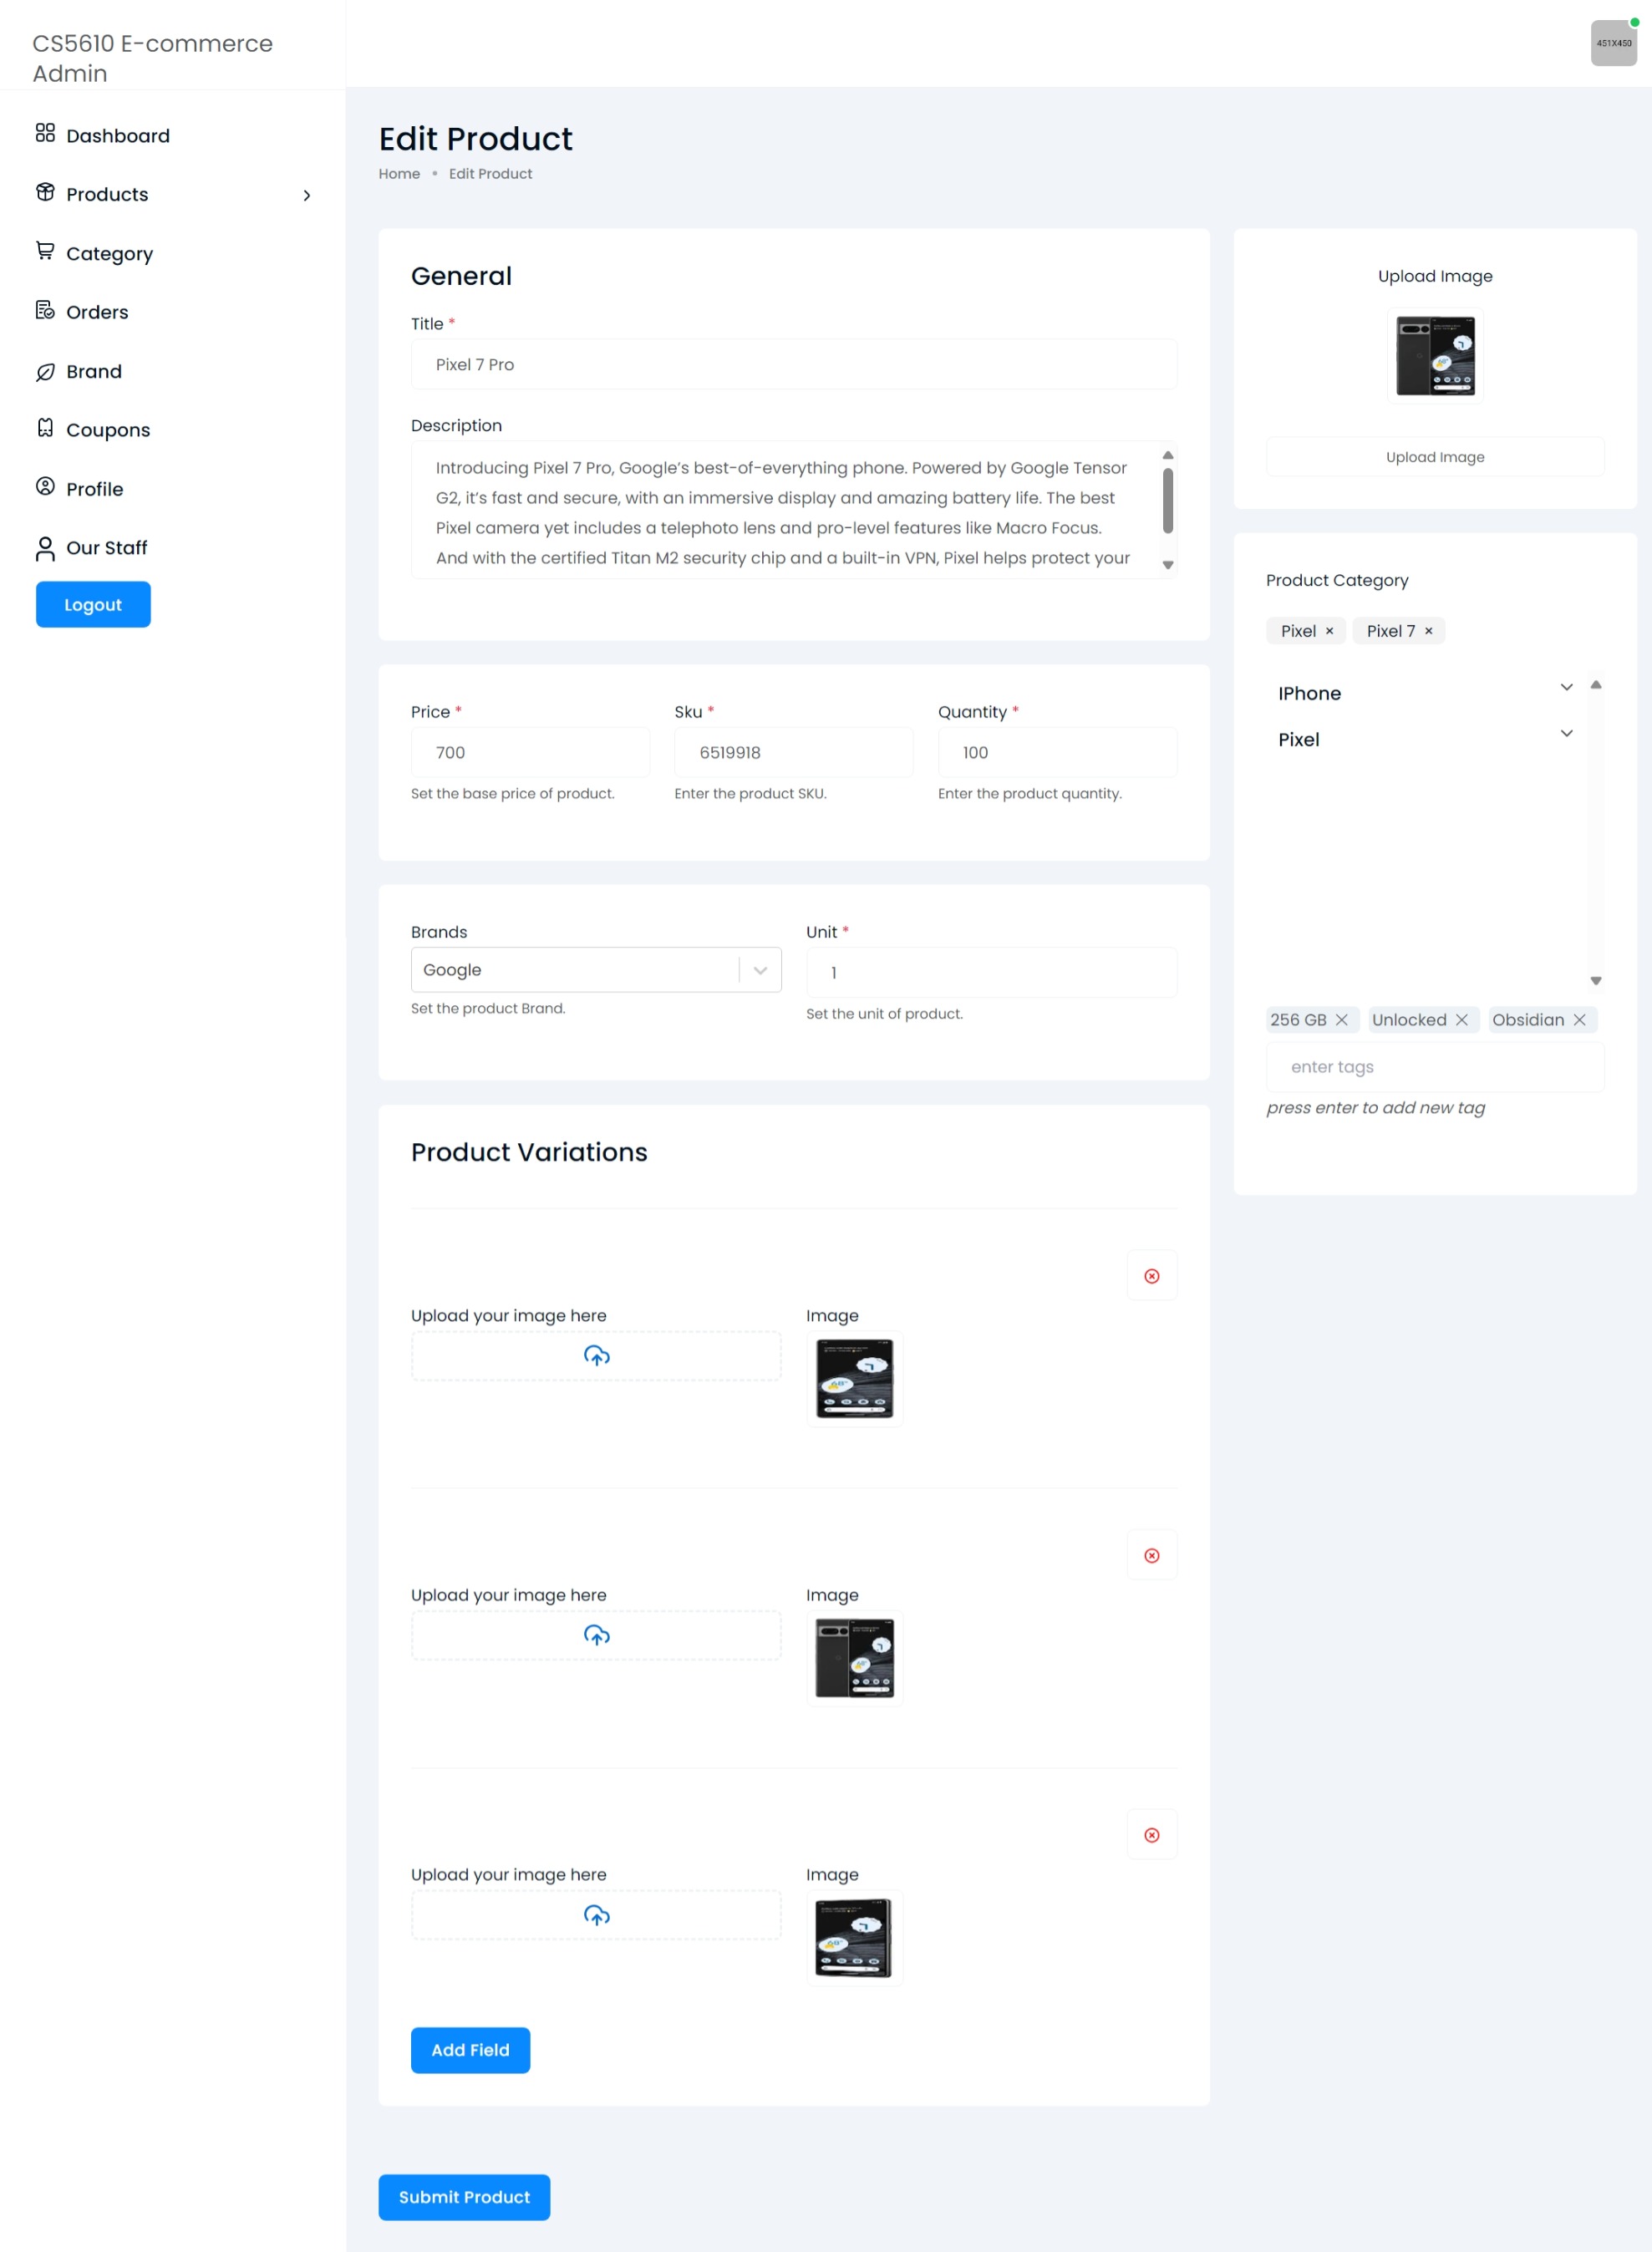 CS5610 E-commerce
Admin
451X450
Dashboard
Products
Category
Orders
Brand
Coupons
Profile
Our Staff
Logout
Edit Product
Home • Edit Product
General
Title *
Pixel 7 Pro
Description
Introducing Pixel 7 Pro, Google’s best-of-everything phone. Powered by Google Tensor
G2, it’s fast and secure, with an immersive display and amazing battery life. The best
Pixel camera yet includes a telephoto lens and pro-level features like Macro Focus.
And with the certified Titan M2 security chip and a built-in VPN, Pixel helps protect your
Price * Sku * Quantity *
700 6519918 100
Set the base price of product. Enter the product SKU. Enter the product quantity.
Brands Unit *
Google 1
Set the product Brand. Set the unit of product.
Product Variations
Upload your image here Image
Upload your image here Image
Upload your image here Image
Add Field
Submit Product
Upload Image
Upload Image
Product Category
Pixel × Pixel 7 ×
IPhone
Pixel
256 GB Unlocked Obsidian
enter tags
press enter to add new tag